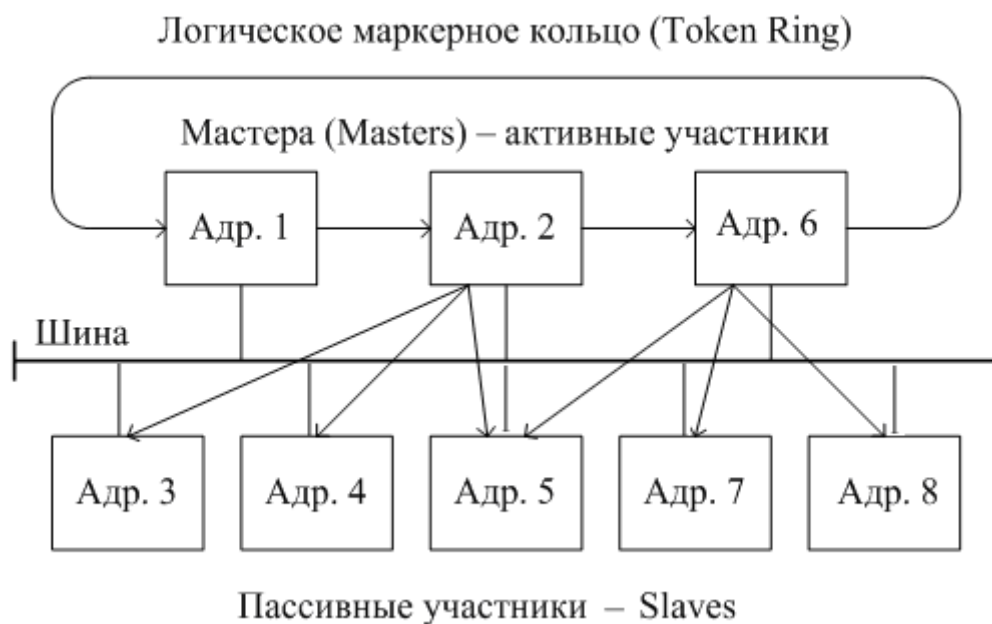 Логическое маркерное кольцо (Token Ring)
Мастера (Masters) – активные участники
Адр. 1
Адр. 2
Адр. 6
Шина
Адр. 3
Адр. 4
Адр. 5
Адр. 7
Адр. 8
Пассивные участники – Slaves